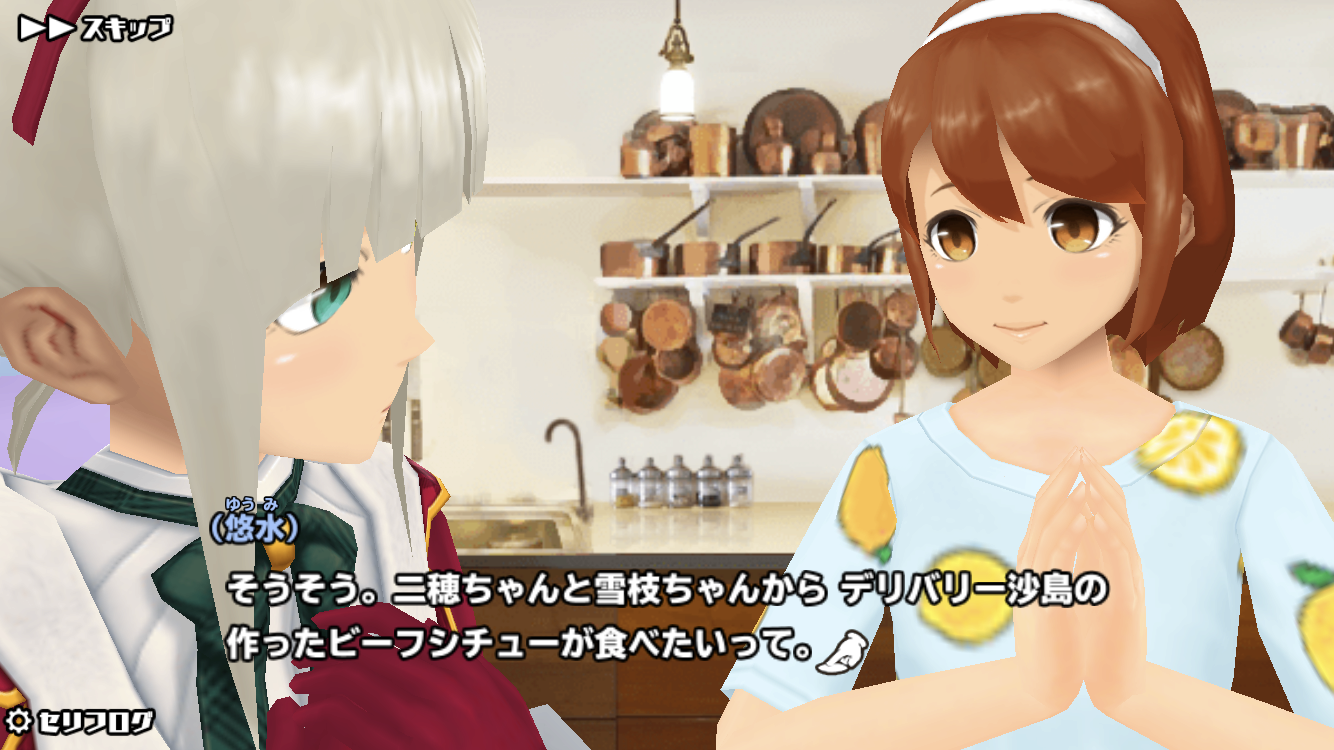 スキップ
ゆうみ
(悠水)
そうそう。二穂ちゃんと雪枝ちゃんから デリバリー沙島の
作ったビーフシチューが食べたいって。
セリフログ